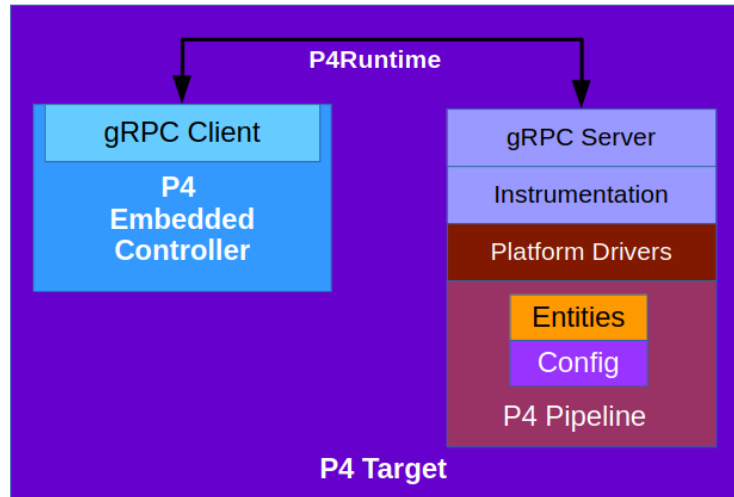 P4Runtime
gRPC Client
P4
Embedded
Controller
gRPC Server
Instrumentation
Platform Drivers
Entities
Config
P4 Pipeline
P4 Target